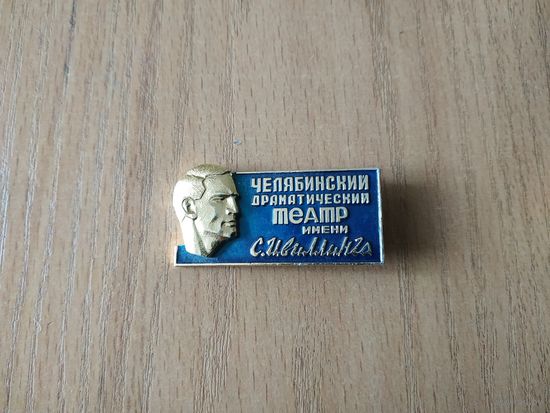 ЧЕЛЯБИНСКИЙ
ДРАМАТИЧЕСКИЙ
ТЕАТР
ИМЕНИ
С. Цвиллинга